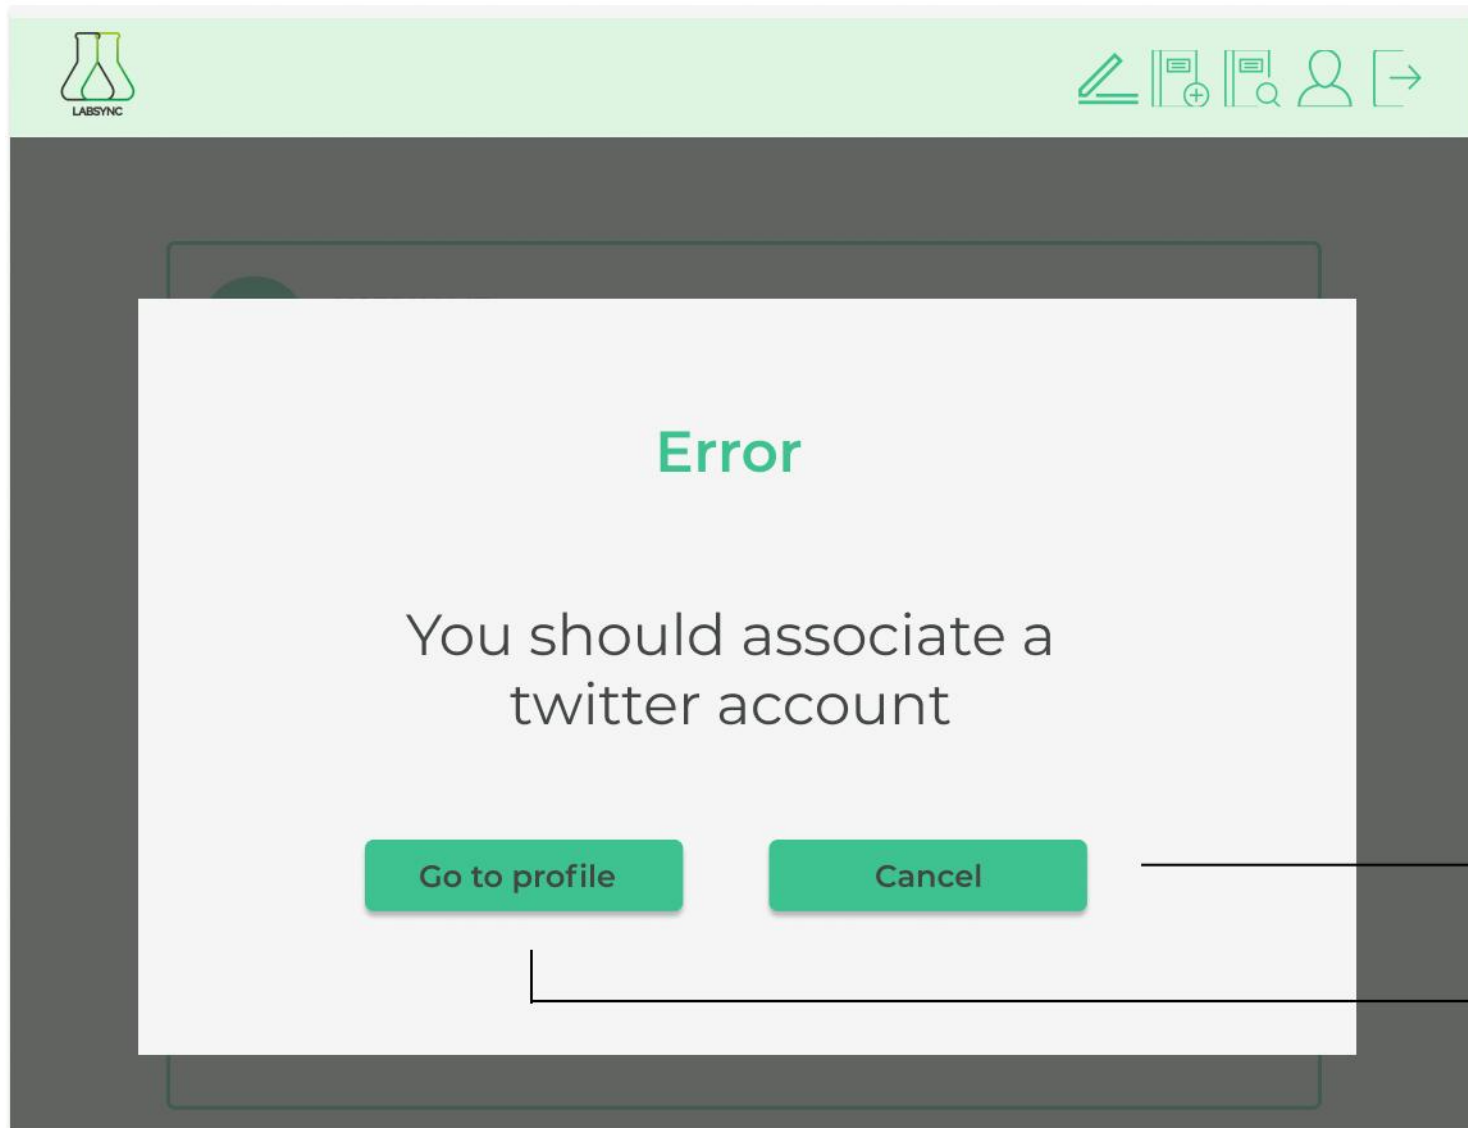 LABSYNC
Error
You should associate a
twitter account
Go to profile
Cancel